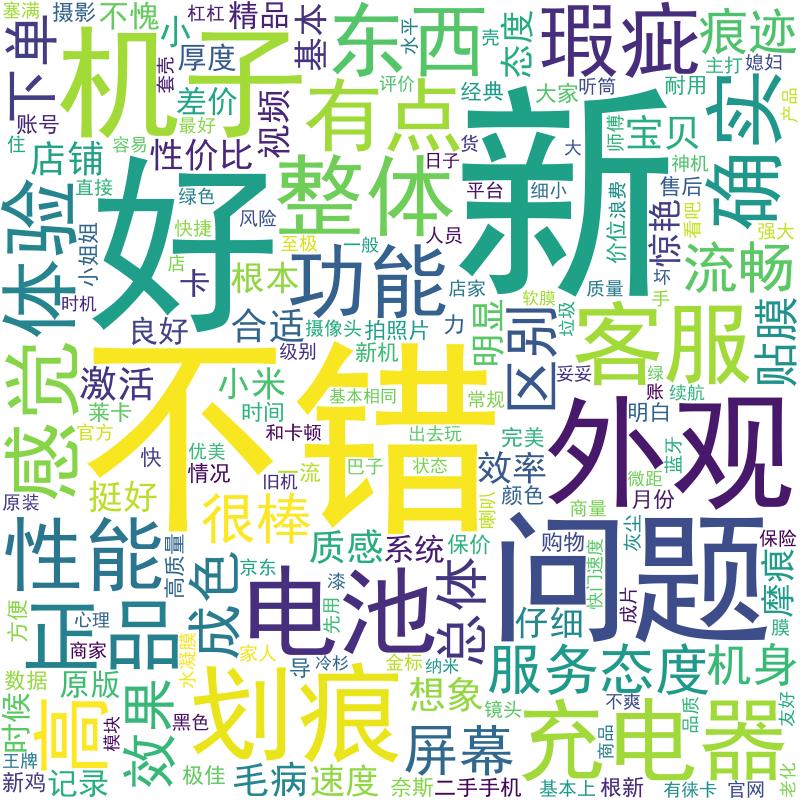 塞满
摄影
不愧
杠杠
精品
基本
东西
态度
水平
壳
瑕疵
痕迹
主打
媳妇
下单
机子
小
厚度
套壳
差价
视频
有点
评价
经典
大家
听筒
耐用
产品
账号
最好
货
师傅
宝贝
神机
确实
住
店铺
容易
性价比
整体
日子
大
新
体验
直接
好
绿色
平台
细小
价位
浪费
售后
惊艳
看吧
强大
小姐姐
快捷
风险
至极
一般
人员
时机
店
卡
根本
功能
店家
软膜
质量
坏
手
流畅
良好
合适
摄像头
拍照片
力
明显
区别
垃圾
客服
贴膜
感觉
激活
级别
新机
妥妥
绿
小米
基本相同
常规
账
续航
莱卡
时间
不错
明白
蓝牙
官方
优美
和卡顿
出去玩
完美
外观
快
情况
一流
巴子
状态
效率
微距
原装
挺好
旧机
喇叭
颜色
商量
月份
很棒
问题
灰尘
性能
高质量
成色
质感
系统
保价
购物
快门速度
保险
京东
漆
电池
总体
成片
摩痕
方便
正品
心理
先用
仔细
膜
商家
水凝膜
家人
导
冷杉
金标
纳米
服务态度
机身
数据
原版
时候
高
模块
效果
黑色
划痕
想象
镜头
充电器
不爽
商品
品质
友好
王牌
屏幕
新鸡
记录
极佳
毛病
速度
奈斯
二手手机
基本上
根新
有徕卡
官网
老化